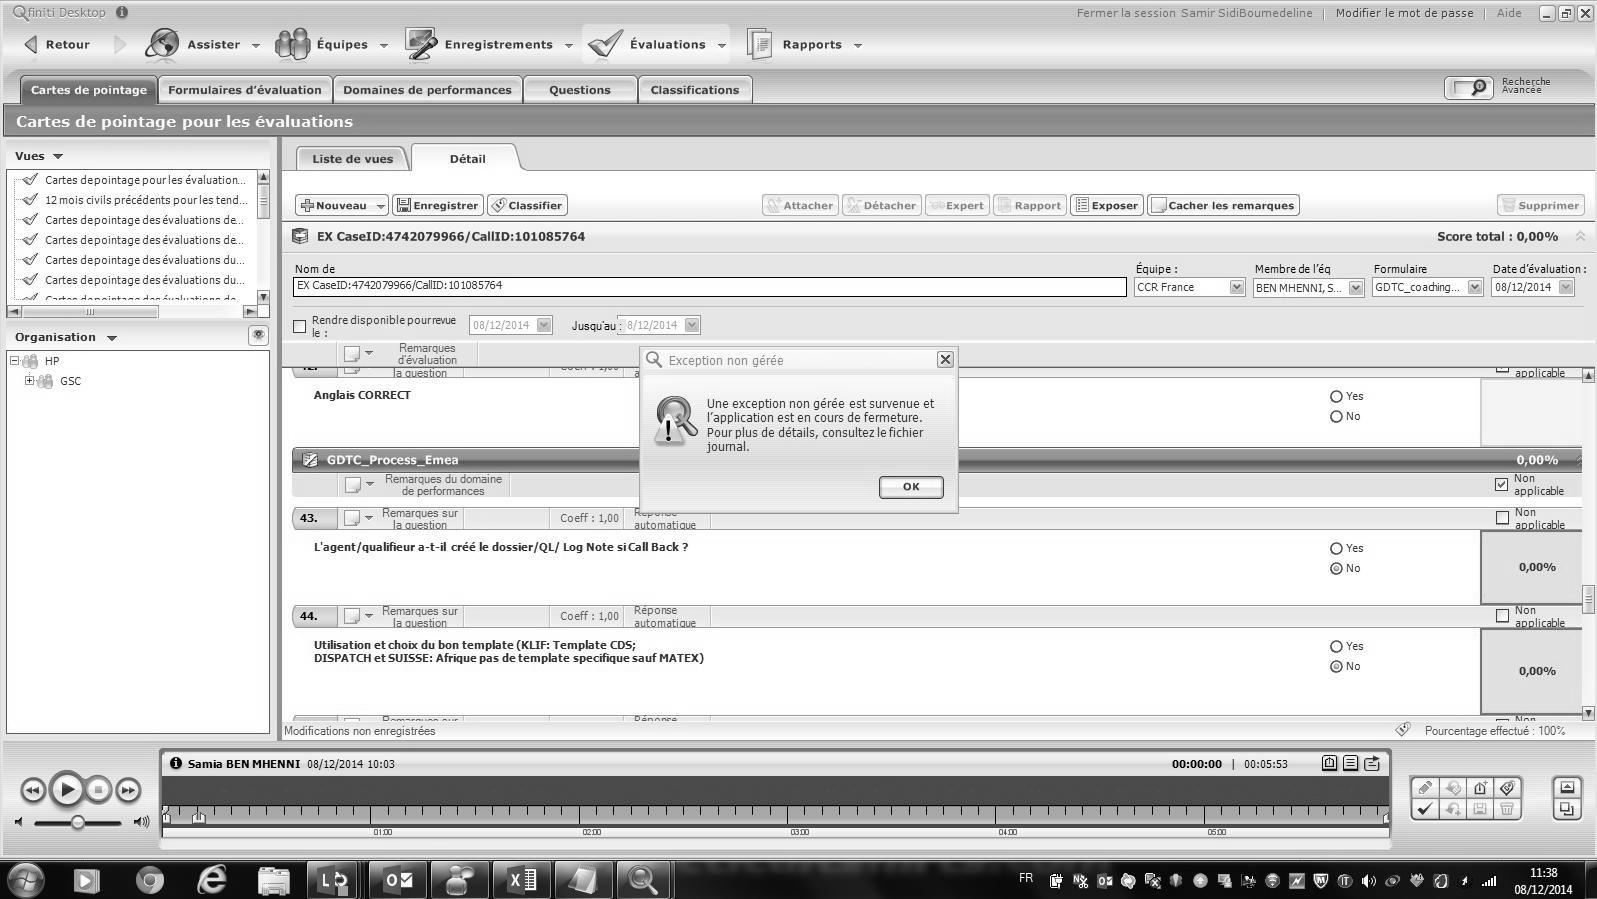 Qfiniti Desktop
Fermer la session Samir SidiBoumedeline | Modifier le mot de passe | Aide
Retour
Assister
Équipes
Enregistrements
Évaluations
Rapports
Cartes de pointage
Formulaires d'évaluation
Domaines de performances
Questions
Classifications
Recherche
Avancée
Cartes de pointage pour les évaluations
Vues
Cartes de pointage pour les évaluation...
12 mois civils précédents pour les tend...
Cartes de pointage des évaluations de...
Cartes de pointage des évaluations de...
Cartes de pointage des évaluations du...
Cartes de pointage des évaluations du...
Cartes de pointage des évaluations de
Organisation
HP
GSC
Liste de vues
Détail
Nouveau
Enregistrer
Classifier
Attacher
Détacher
Expert
Rapport
Exposer
Cacher les remarques
Supprimer
EX CaseID:4742079966/CallID:101085764
Score total : 0,00%
Nom de
EX CaseID:4742079966/CallID:101085764
Équipe :
CCR France
Membre de l'éq
BEN MHENNI, S...
Formulaire
GDTC_coaching...
Date d'évaluation :
08/12/2014
Rendre disponible pour revue
le :
08/12/2014
Jusqu'au :
8/12/2014
Remarques
d'évaluation
la question
applicable
Anglais CORRECT
Yes
No
Exception non gérée
Une exception non gérée est survenue et
l'application est en cours de fermeture.
Pour plus de détails, consultez le fichier
journal.
OK
GDTC_Process_Emea
0,00%
Remarques du domaine
de performances
Non
applicable
43.
Remarques sur
la question
Coeff : 1,00
Réponse
automatique
Non
applicable
L'agent/qualifieur a-t-il créé le dossier/QL/ Log Note si Call Back ?
Yes
No
0,00%
44.
Remarques sur
la question
Coeff : 1,00
Réponse
automatique
Non
applicable
Utilisation et choix du bon template (KLIF: Template CDS;
DISPATCH et SUISSE: Afrique pas de template specifique sauf MATEX)
Yes
No
0,00%
Remarques sur
Réponse
Non
Modifications non enregistrées
Pourcentage effectué : 100%
Samia BEN MHENNI 08/12/2014 10:03
00:00:00 | 00:05:53
01:00
02:00
03:00
04:00
05:00
FR
11:38
08/12/2014